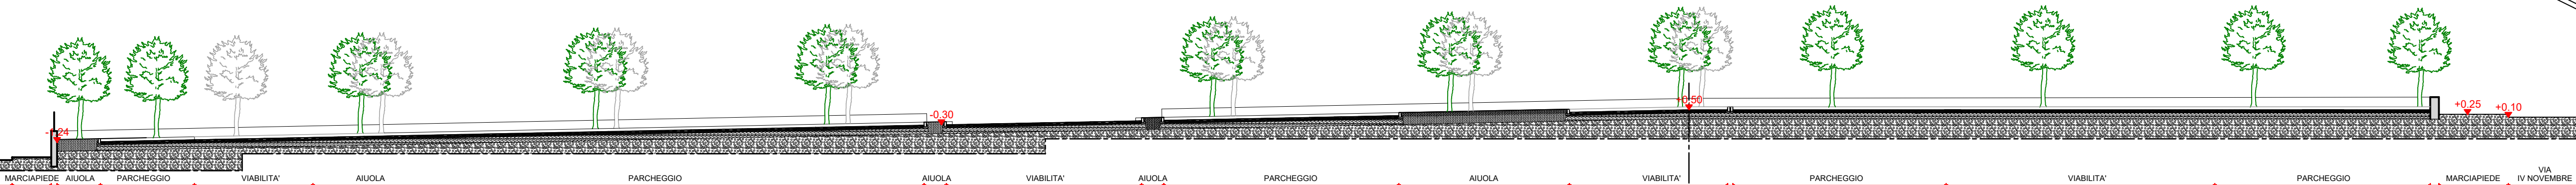 -0.30
+0.50
+0.25
+0.10
MARCIAPIEDE AIUOLA PARCHEGGIO VIABILITA' AIUOLA PARCHEGGIO AIUOLA VIABILITA' AIUOLA PARCHEGGIO AIUOLA VIABILITA' PARCHEGGIO VIABILITA' PARCHEGGIO MARCIAPIEDE VIA
IV NOVEMBRE